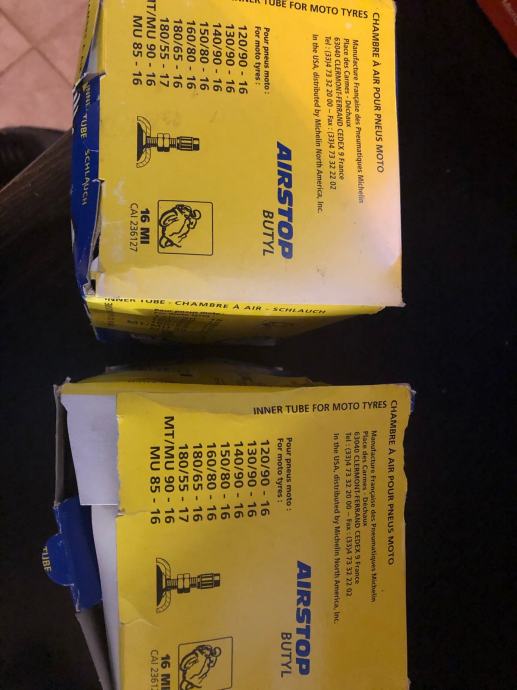 CHAMBRE À AIR POUR PNEUS MOTO
INNER TUBE FOR MOTO TYRES
Manufacture Française des Pneumatiques Michelin
Place des Carmes - Déchaux
63040 CLERMONT-FERRAND CEDEX 9 France
Tel : (33)4 73 32 20 00 – Fax : (33)4 73 32 22 02
In the USA, distributed by Michelin North America, Inc.
Pour pneus moto :
For moto tyres :
120/90 - 16
130/90 - 16
140/90 - 16
150/80 - 16
160/80 - 16
180/65 - 16
180/55 - 17
MT/MU 90 - 16
MU 85 - 16
AIRSTOP
BUTYL
16 MI
CAI 236127
INNER TUBE SCHLAUCH
INNER TUBE - CHAMBRE À AIR - SCHLAUCH
Pour pneus moto
CHAMBRE À AIR POUR PNEUS MOTO
INNER TUBE FOR MOTO TYRES
Manufacture Française des Pneumatiques Michelin
Place des Carmes - Déchaux
63040 CLERMONT-FERRAND CEDEX 9 France
Tel : (33)4 73 32 20 00 – Fax : (33)4 73 32 22 02
In the USA, distributed by Michelin North America, Inc.
Pour pneus moto :
For moto tyres :
120/90 - 16
130/90 - 16
140/90 - 16
150/80 - 16
160/80 - 16
180/65 - 16
180/55 - 17
MT/MU 90 - 16
MU 85 - 16
AIRSTOP
BUTYL
16 MI
CAI
TUBE